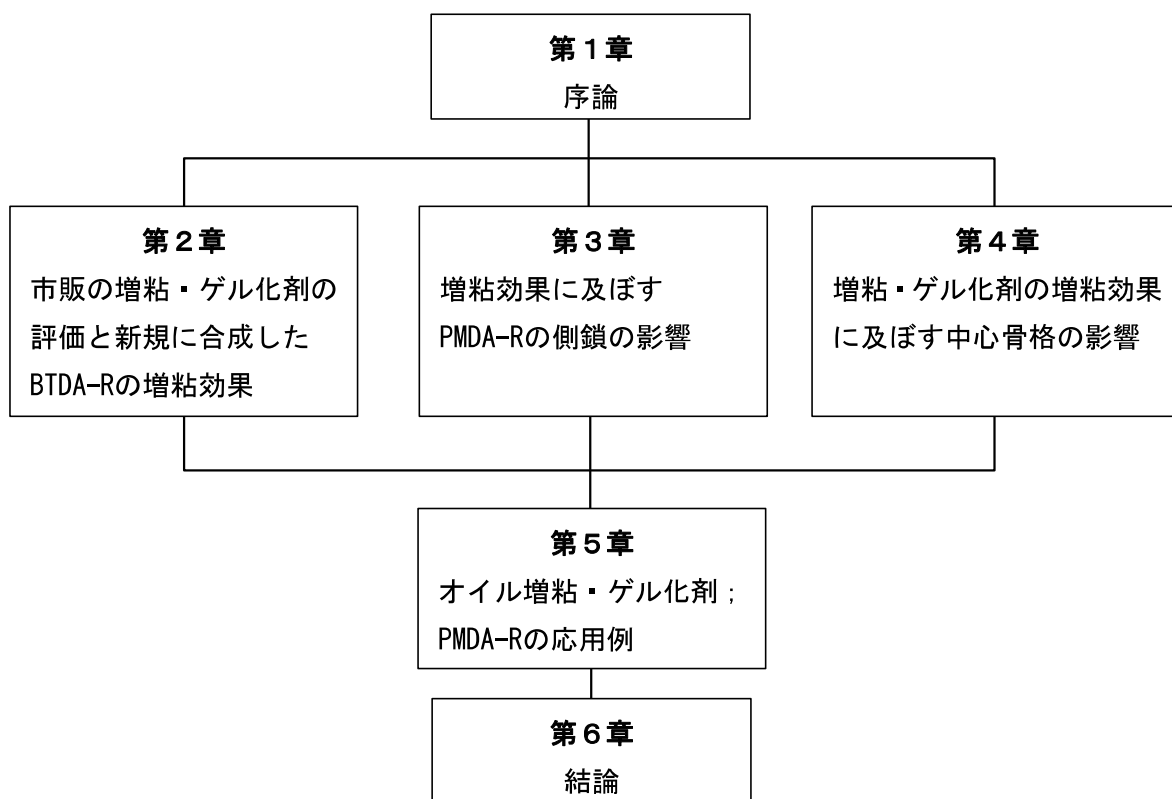 第1章
序論
第2章
市販の増粘・ゲル化剤の
評価と新規に合成した
BTDA-Rの増粘効果
第3章
増粘効果に及ぼす
PMDA-Rの側鎖の影響
第4章
増粘・ゲル化剤の増粘効果
に及ぼす中心骨格の影響
第5章
オイル増粘・ゲル化剤;
PMDA-Rの応用例
第6章
結論